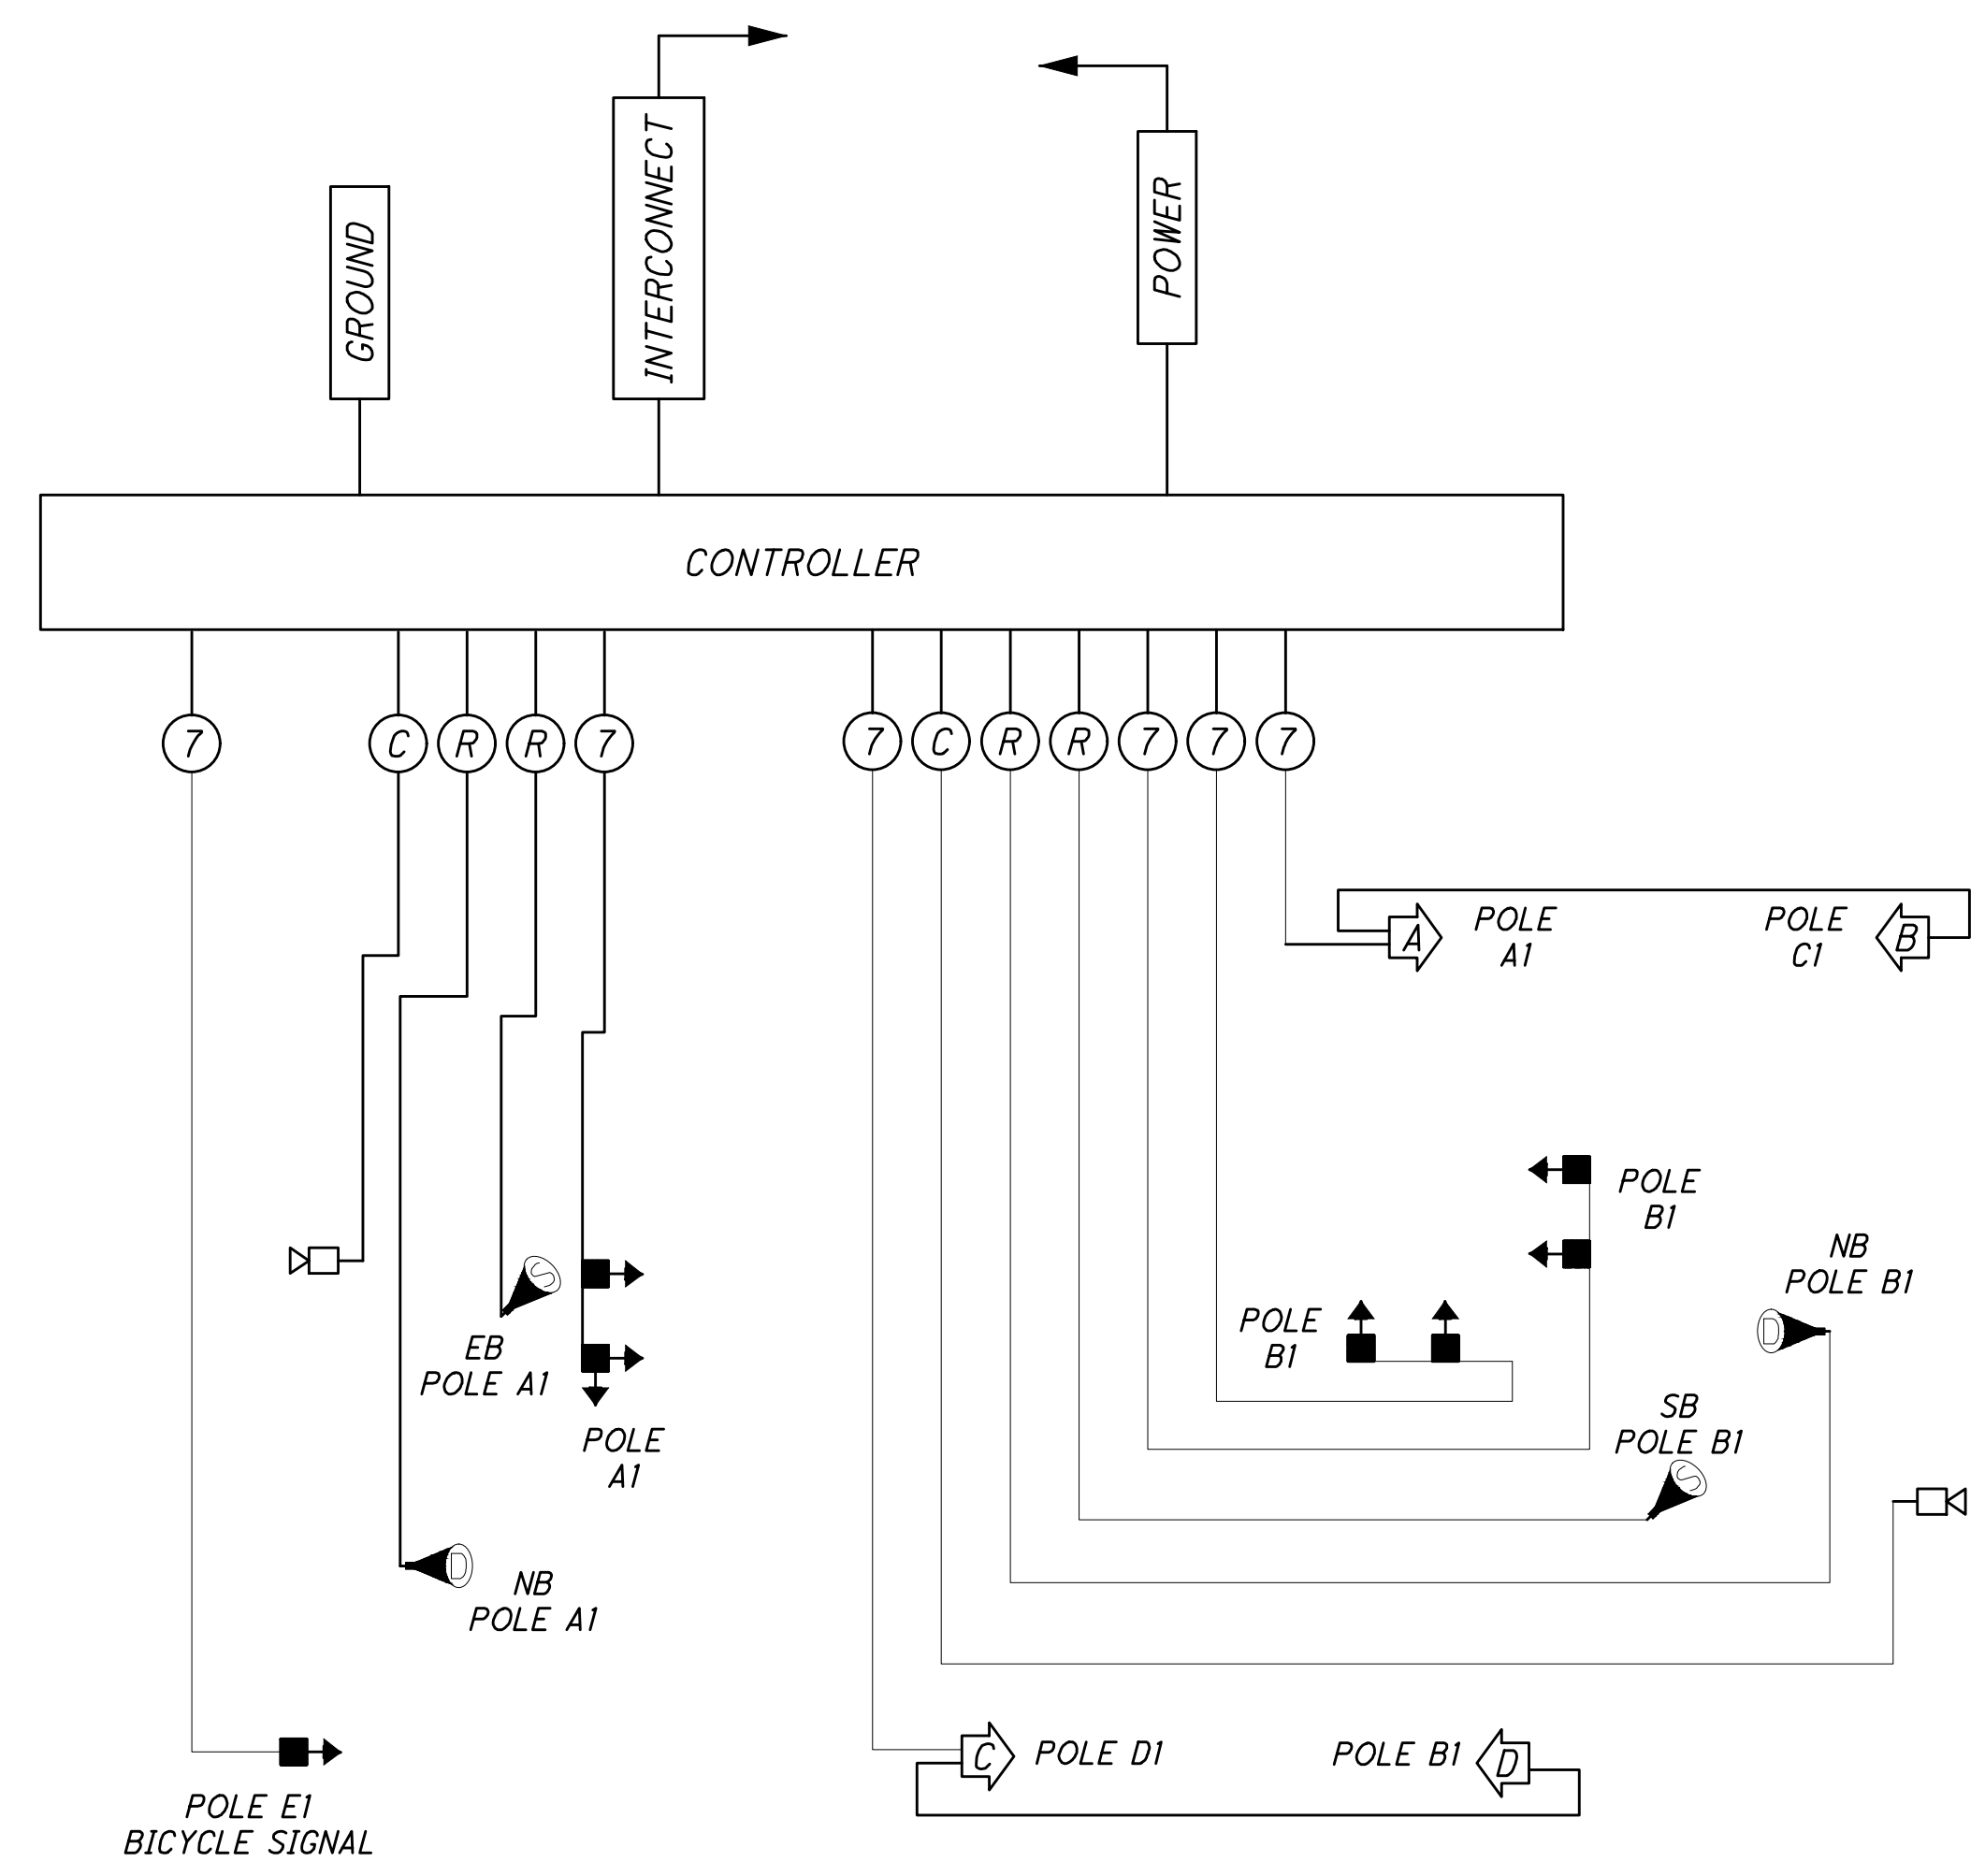 INTERCONNECT
POWER
GROUND
CONTROLLER
7
C
R
R
7
7
C
R
R
7
7
7
A
POLE
A1
POLE
C1
B
POLE
B1
NB
POLE B1
D
S
EB
POLE A1
POLE
B1
SB
POLE B1
S
POLE
A1
D
NB
POLE A1
C
POLE D1
POLE B1
D
POLE E1
BICYCLE SIGNAL